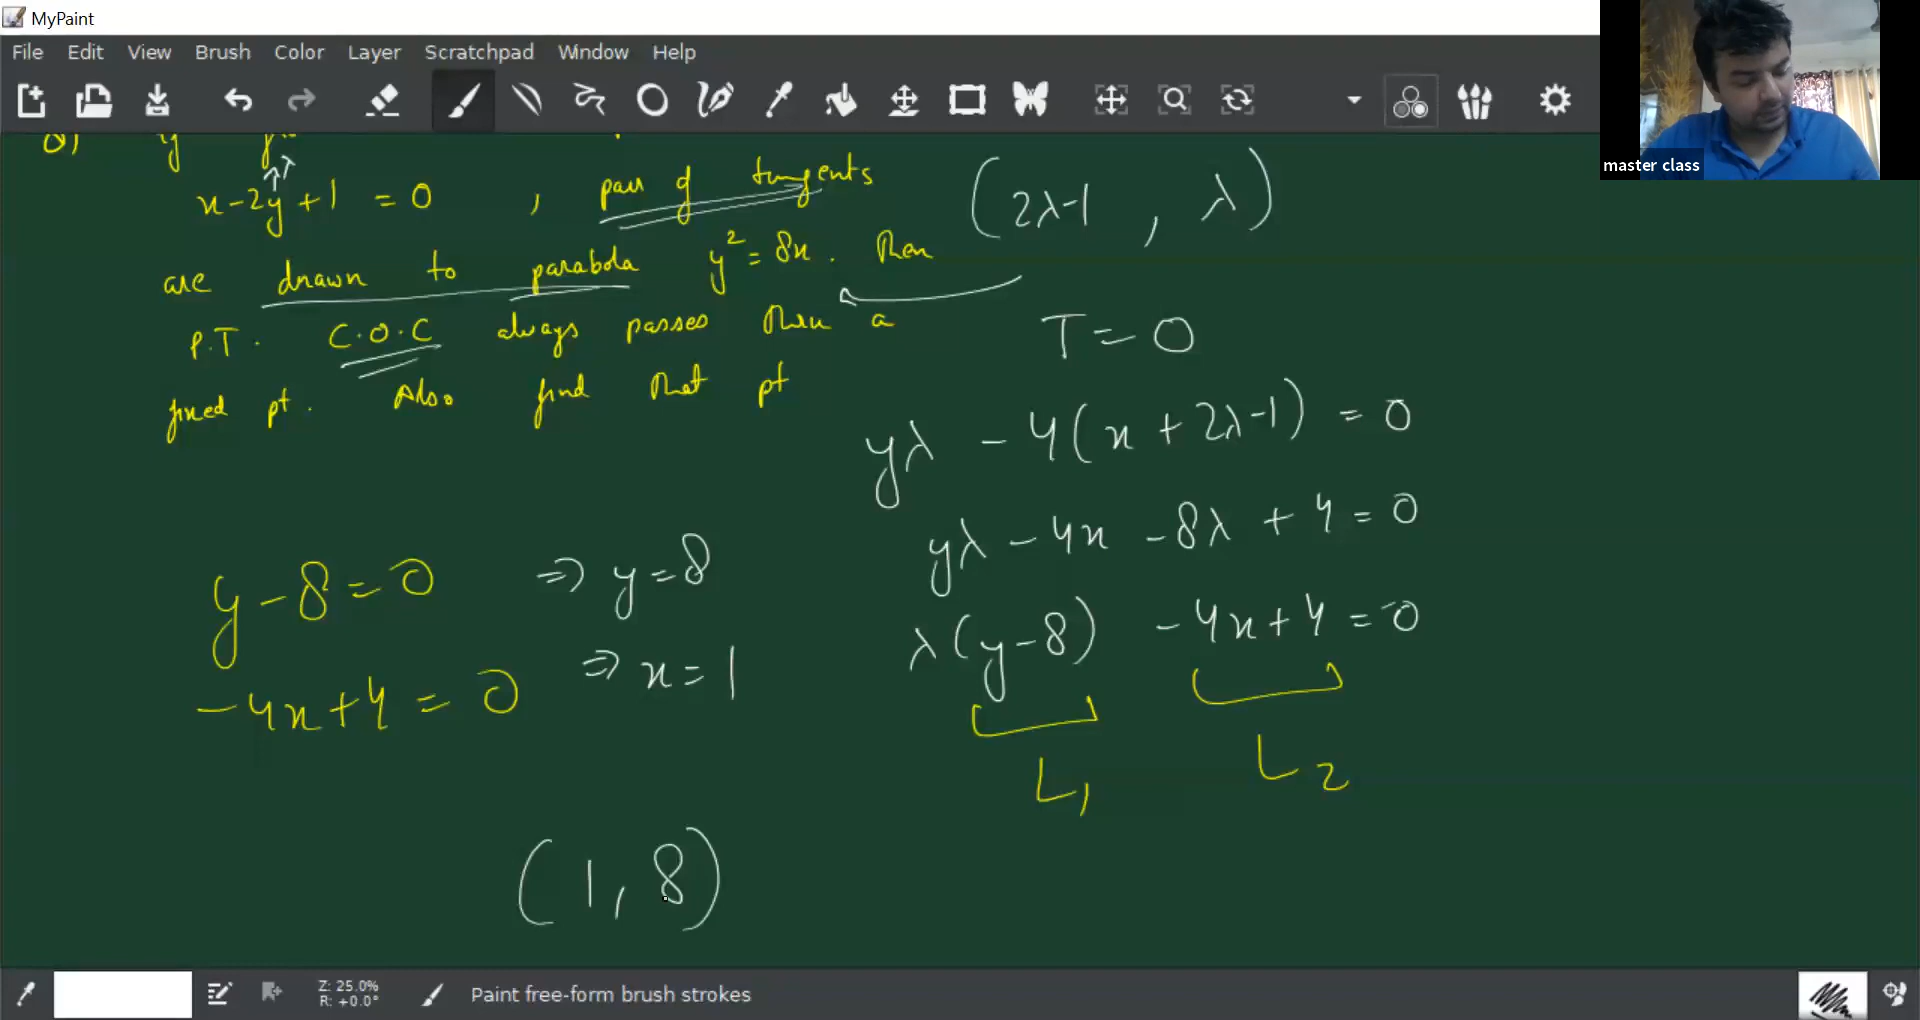 MyPaint
File Edit View Brush Color Layer Scratchpad Window Help
master class
x-2y+1 = 0 , pair of tangents
are drawn to parabola y² = 8x. Then
P.T. C.O.C always passes thru a
fixed pt. Also find that pt
(2λ-1 , λ)
T = 0
yλ - 4(x + 2λ-1) = 0
yλ - 4x - 8λ + 4 = 0
λ(y-8) - 4x + 4 = 0
L₁ L₂
y - 8 = 0 ⇒ y = 8
-4x + 4 = 0 ⇒ x = 1
(1, 8)
Z: 25.0%
R: +0.0°
Paint free-form brush strokes